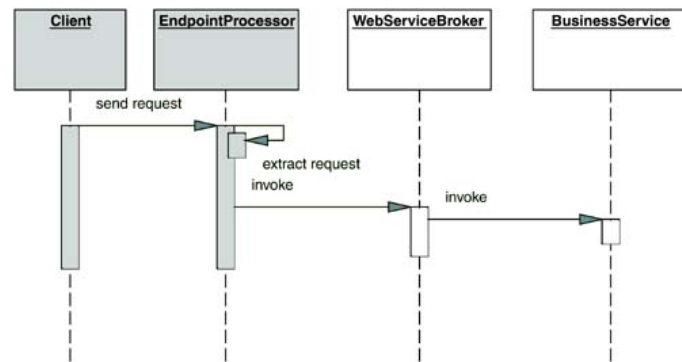 Client
EndpointProcessor
WebServiceBroker
BusinessService
send request
extract request
invoke
invoke